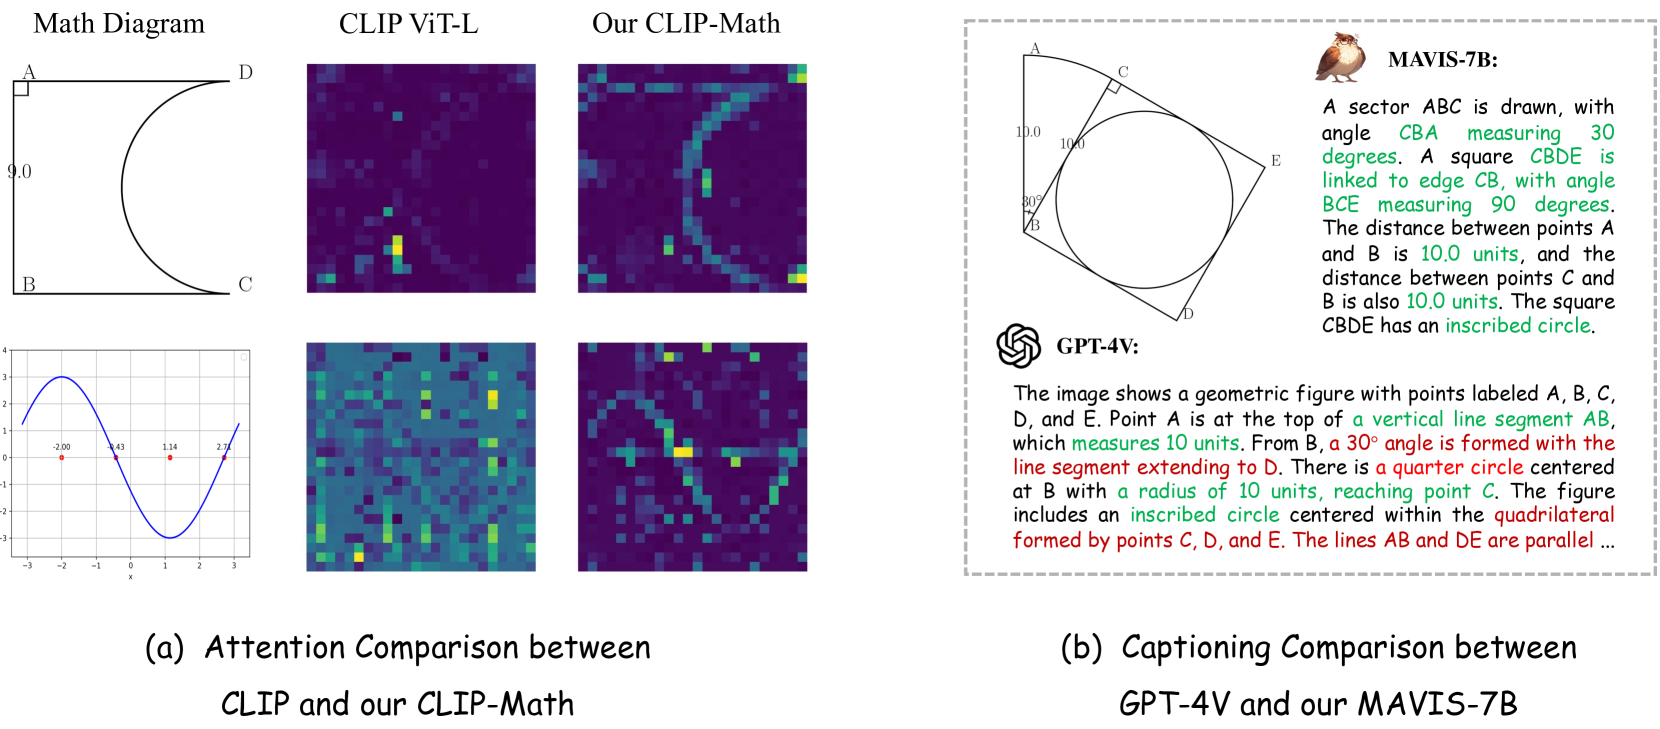 Math Diagram
CLIP ViT-L
Our CLIP-Math
A
D
9.0
B
C
4
3
2
1
0
-1
-2
-3
-2.00
-0.43
1.14
2.71
−3
−2
−1
0
1
2
3
x
(a) Attention Comparison between
CLIP and our CLIP-Math
A
C
10.0
10.0
E
30°
B
D
MAVIS-7B:
A sector ABC is drawn, with
angle CBA measuring 30
degrees. A square CBDE is
linked to edge CB, with angle
BCE measuring 90 degrees.
The distance between points A
and B is 10.0 units, and the
distance between points C and
B is also 10.0 units. The square
CBDE has an inscribed circle.
GPT-4V:
The image shows a geometric figure with points labeled A, B, C,
D, and E. Point A is at the top of a vertical line segment AB,
which measures 10 units. From B, a 30° angle is formed with the
line segment extending to D. There is a quarter circle centered
at B with a radius of 10 units, reaching point C. The figure
includes an inscribed circle centered within the quadrilateral
formed by points C, D, and E. The lines AB and DE are parallel ...
(b) Captioning Comparison between
GPT-4V and our MAVIS-7B